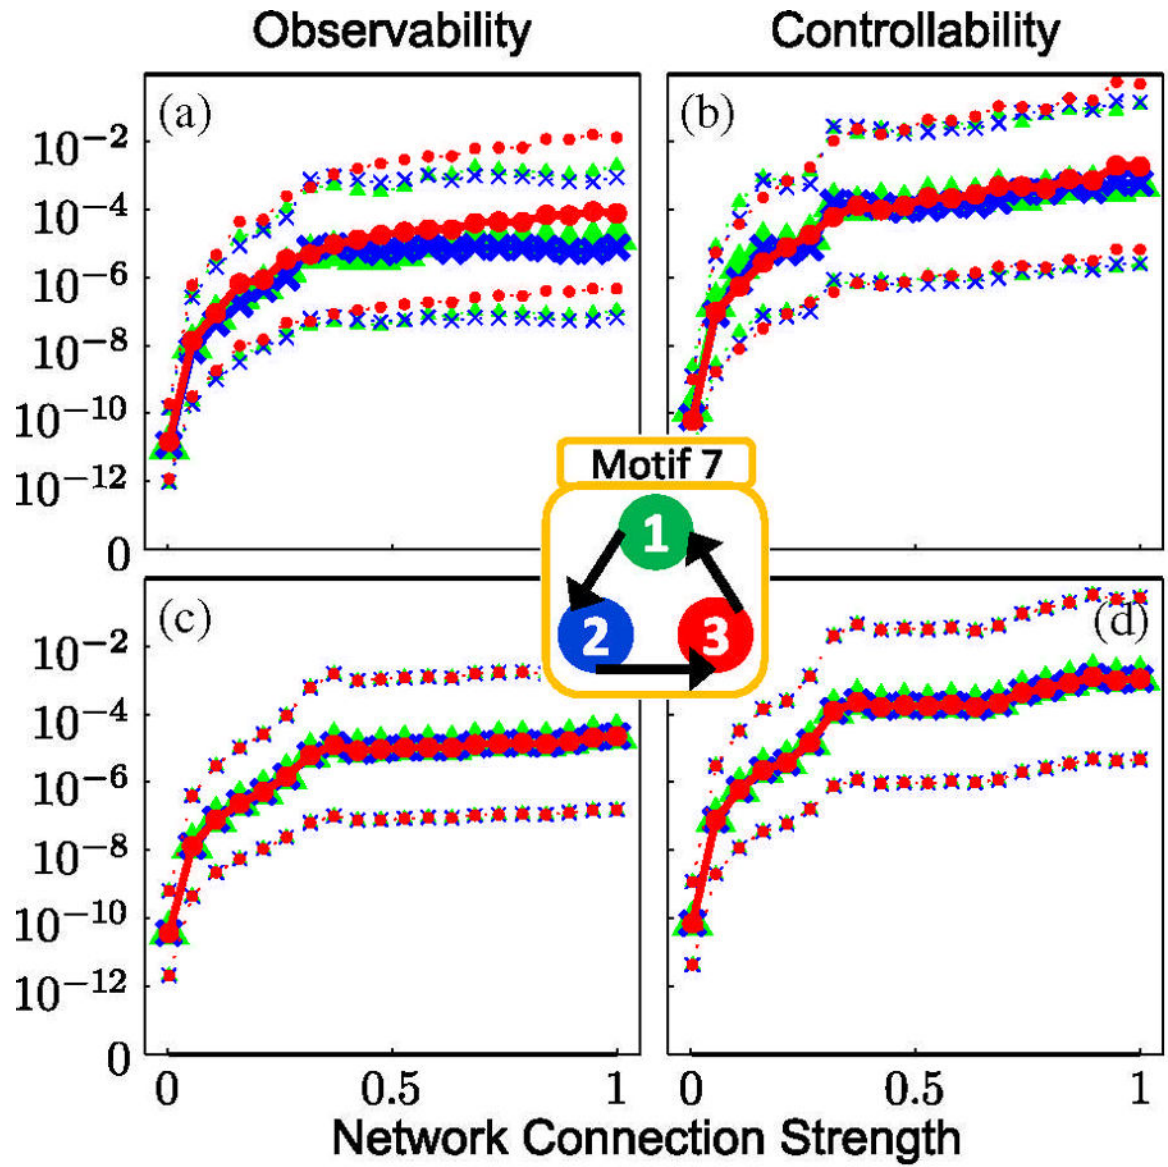 Observability Controllability
(a) (b)
10−2
10−4
10−6
10−8
10−10
10−12
0
Motif 7
1
2 3
(c) (d)
10−2
10−4
10−6
10−8
10−10
10−12
0
0 0.5 1 0 0.5 1
Network Connection Strength